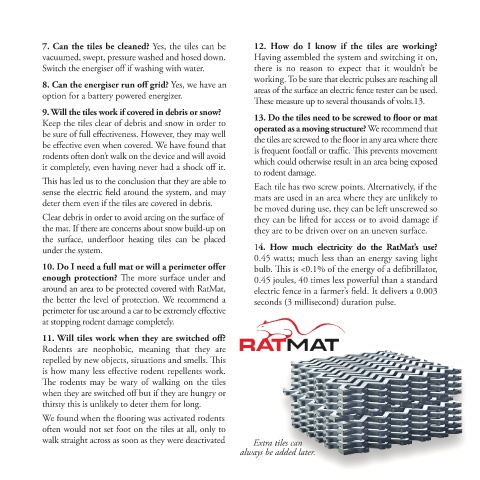 7. Can the tiles be cleaned? Yes, the tiles can be
vacuumed, swept, pressure washed and hosed down.
Switch the energiser off if washing with water.
8. Can the energiser run off grid? Yes, we have an
option for a battery powered energizer.
9. Will the tiles work if covered in debris or snow?
Keep the tiles clear of debris and snow in order to
be sure of full effectiveness. However, they may well
be effective even when covered. We have found that
rodents often don't walk on the device and will avoid
it completely, even having never had a shock off it.
This has led us to the conclusion that they are able to
sense the electric field around the system, and may
deter them even if the tiles are covered in debris.
Clear debris in order to avoid arcing on the surface of
the mat. If there are concerns about snow build-up on
the surface, underfloor heating tiles can be placed
under the system.
10. Do I need a full mat or will a perimeter offer
enough protection? The more surface under and
around an area to be protected covered with RatMat,
the better the level of protection. We recommend a
perimeter for use around a car to be extremely effective
at stopping rodent damage completely.
11. Will tiles work when they are switched off?
Rodents are neophobic, meaning that they are
repelled by new objects, situations and smells. This
is how many less effective rodent repellents work.
The rodents may be wary of walking on the tiles
when they are switched off but if they are hungry or
thirsty this is unlikely to deter them for long.
We found when the flooring was activated rodents
often would not set foot on the tiles at all, only to
walk straight across as soon as they were deactivated
12. How do I know if the tiles are working?
Having assembled the system and switched it on,
there is no reason to expect that it wouldn't be
working. To be sure that electric pulses are reaching all
areas of the surface an electric fence tester can be used.
These measure up to several thousands of volts.13.
13. Do the tiles need to be screwed to floor or mat
operated as a moving structure? We recommend that
the tiles are screwed to the floor in any area where there
is frequent footfall or traffic. This prevents movement
which could otherwise result in an area being exposed
to rodent damage.
Each tile has two screw points. Alternatively, if the
mats are used in an area where they are unlikely to
be moved during use, they can be left unscrewed so
they can be lifted for access or to avoid damage if
they are to be driven over on an uneven surface.
14. How much electricity do the RatMat's use?
0.45 watts; much less than an energy saving light
bulb. This is <0.1% of the energy of a defibrillator,
0.45 joules, 40 times less powerful than a standard
electric fence in a farmer's field. It delivers a 0.003
seconds (3 millisecond) duration pulse.
RATMAT
Extra tiles can
always be added later.